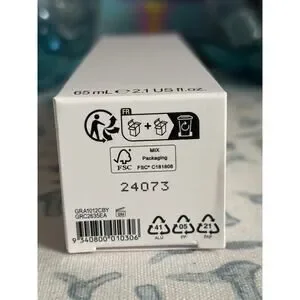 65 mL ℮ 2.1 US fl.oz.
FR
FSC
MIX
Packaging
FSC® C181808
24073
GRA1012CBY
GRC2635EA
9 340800 010306
41
ALU
05
PP
21
PAP